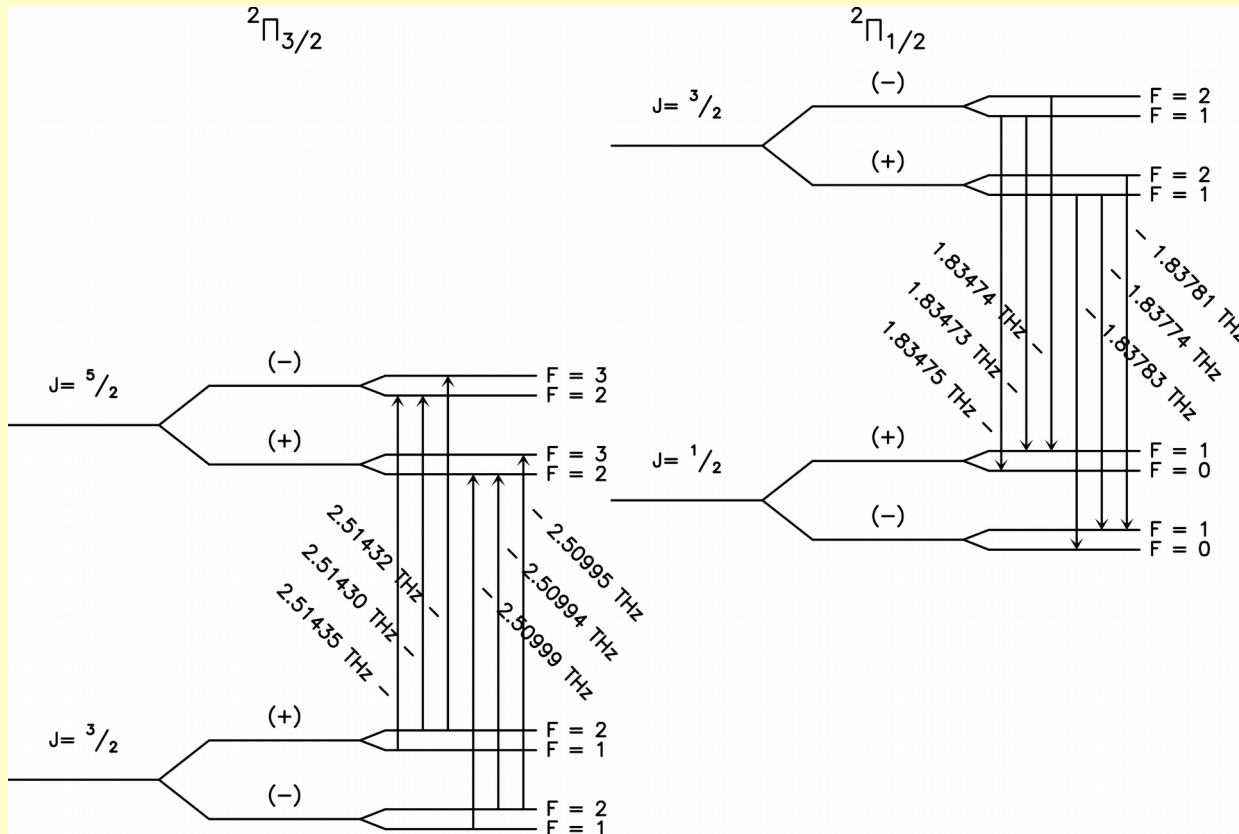 ²Π₃/₂
J= ⁵/₂
(−)
(+)
F = 3
F = 2
F = 3
F = 2
2.51432 THz
2.51430 THz
2.51435 THz
2.50995 THz
2.50994 THz
2.50999 THz
J= ³/₂
(+)
(−)
F = 2
F = 1
F = 2
F = 1
²Π₁/₂
J= ³/₂
(−)
(+)
F = 2
F = 1
F = 2
F = 1
1.83474 THz
1.83473 THz
1.83475 THz
1.83781 THz
1.83774 THz
1.83783 THz
J= ¹/₂
(+)
(−)
F = 1
F = 0
F = 1
F = 0